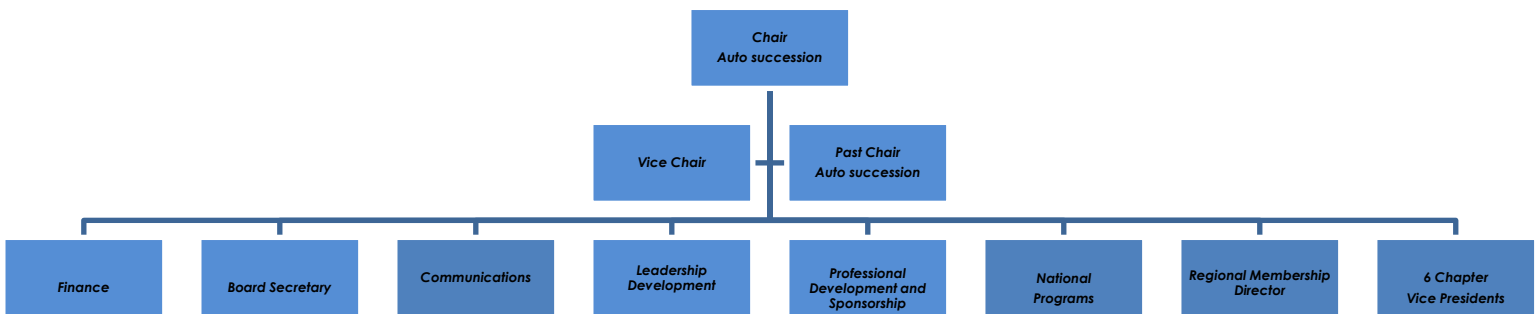 Chair
Auto succession
Vice Chair
Past Chair
Auto succession
Finance
Board Secretary
Communications
Leadership
Development
Professional
Development and
Sponsorship
National
Programs
Regional Membership
Director
6 Chapter
Vice Presidents